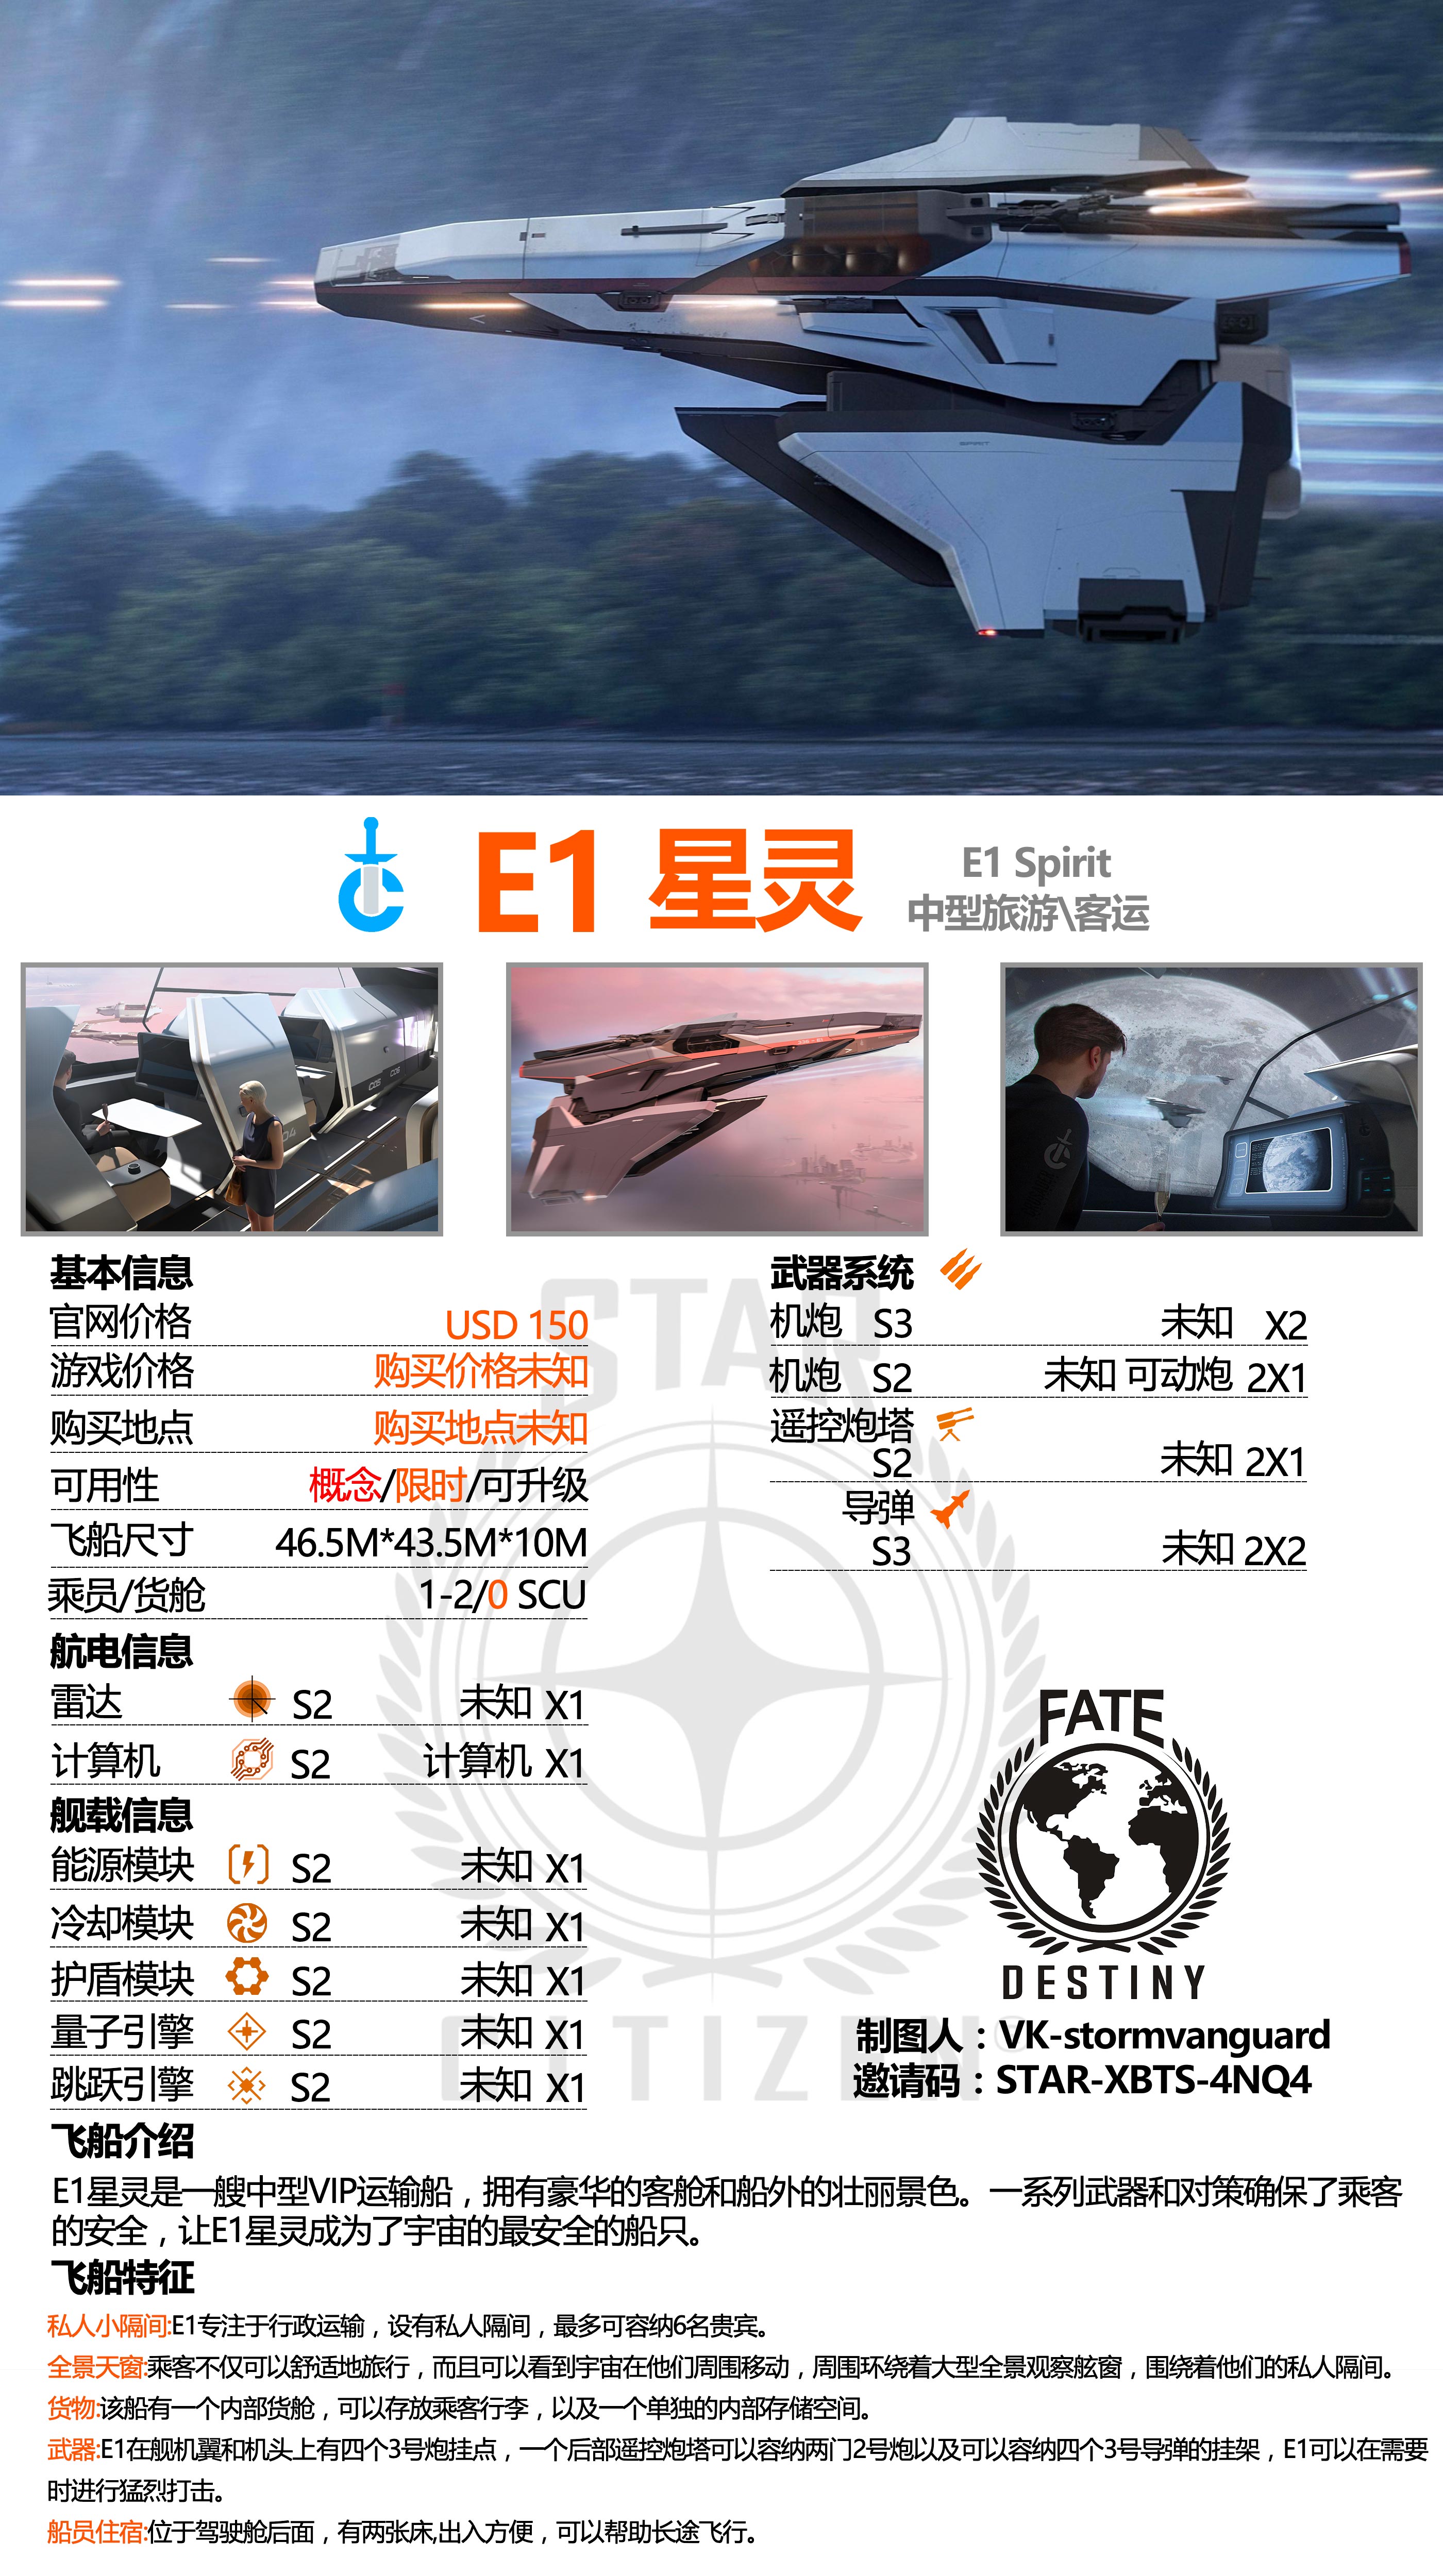 E1 星灵
E1 Spirit
中型旅游\客运
基本信息
官网价格 USD 150
游戏价格 购买价格未知
购买地点 购买地点未知
可用性 概念/限时/可升级
飞船尺寸 46.5M*43.5M*10M
乘员/货舱 1-2/0 SCU
航电信息
雷达 S2 未知 X1
计算机 S2 计算机 X1
舰载信息
能源模块 S2 未知 X1
冷却模块 S2 未知 X1
护盾模块 S2 未知 X1
量子引擎 S2 未知 X1
跳跃引擎 S2 未知 X1
武器系统
机炮 S3 未知 X2
机炮 S2 未知 可动炮 2X1
遥控炮塔
S2 未知 2X1
导弹
S3 未知 2X2
STAR
CITIZEN
FATE
DESTINY
制图人：VK-stormvanguard
邀请码：STAR-XBTS-4NQ4
飞船介绍
E1星灵是一艘中型VIP运输船，拥有豪华的客舱和船外的壮丽景色。一系列武器和对策确保了乘客
的安全，让E1星灵成为了宇宙的最安全的船只。
飞船特征
私人小隔间:E1专注于行政运输，设有私人隔间，最多可容纳6名贵宾。
全景天窗:乘客不仅可以舒适地旅行，而且可以看到宇宙在他们周围移动，周围环绕着大型全景观察舷窗，围绕着他们的私人隔间。
货物:该船有一个内部货舱，可以存放乘客行李，以及一个单独的内部存储空间。
武器:E1在舰机翼和机头上有四个3号炮挂点，一个后部遥控炮塔可以容纳两门2号炮以及可以容纳四个3号导弹的挂架，E1可以在需要
时进行猛烈打击。
船员住宿:位于驾驶舱后面，有两张床,出入方便，可以帮助长途飞行。